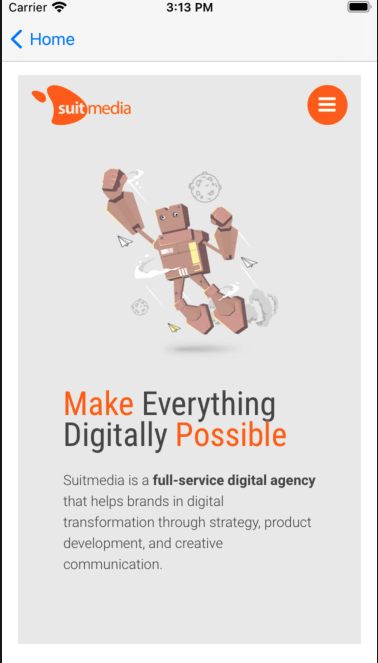 Carrier 3:13 PM
Home
suitmedia
Make Everything
Digitally Possible
Suitmedia is a full-service digital agency
that helps brands in digital
transformation through strategy, product
development, and creative
communication.